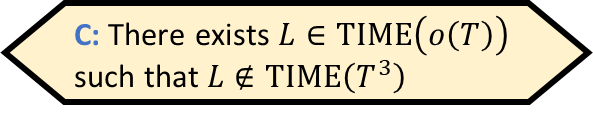 C: There exists L ∈ TIME(o(T))
such that L ∉ TIME(T³)